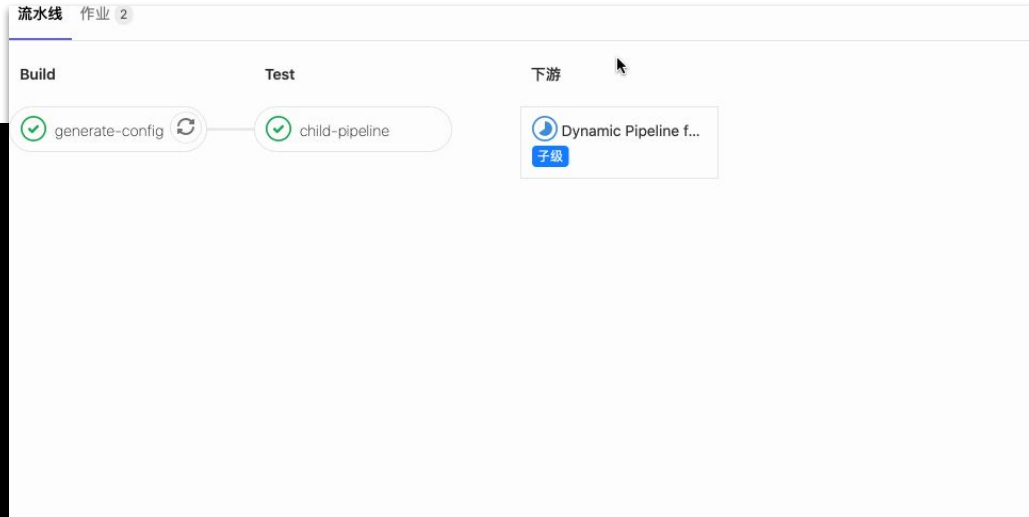 流水线 作业 2
Build Test 下游
generate-config child-pipeline Dynamic Pipeline f...
子级